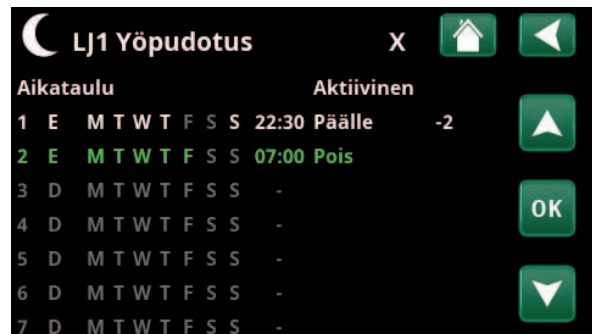 LJ1 Yöpudotus X
Aikataulu Aktiivinen
1 E M T W T F S S 22:30 Päälle -2
2 E M T W T F S S 07:00 Pois
3 D M T W T F S S -
4 D M T W T F S S -
OK
5 D M T W T F S S -
6 D M T W T F S S -
7 D M T W T F S S -